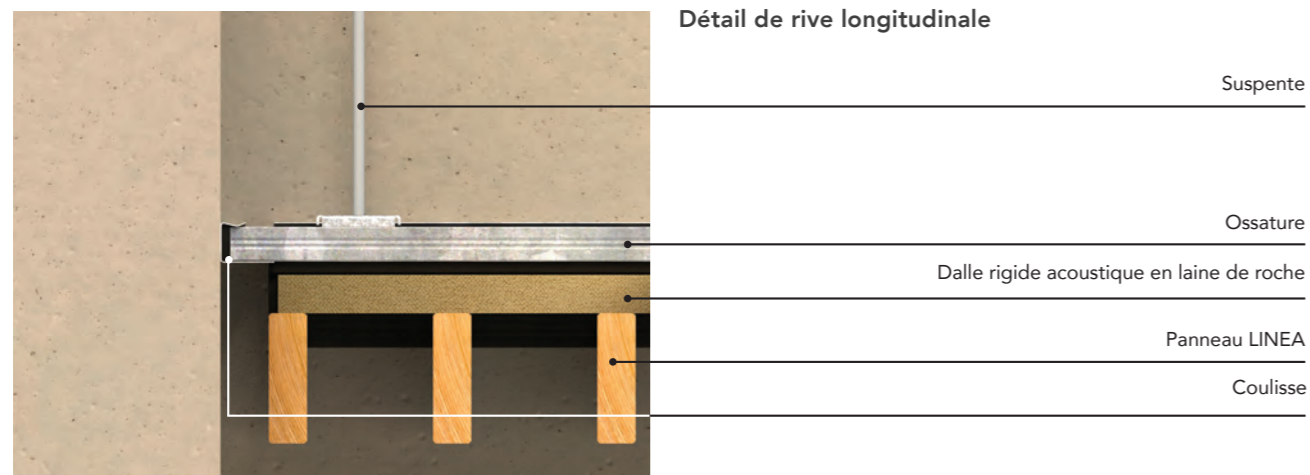 Détail de rive longitudinale
Suspente
Ossature
Dalle rigide acoustique en laine de roche
Panneau LINEA
Coulisse